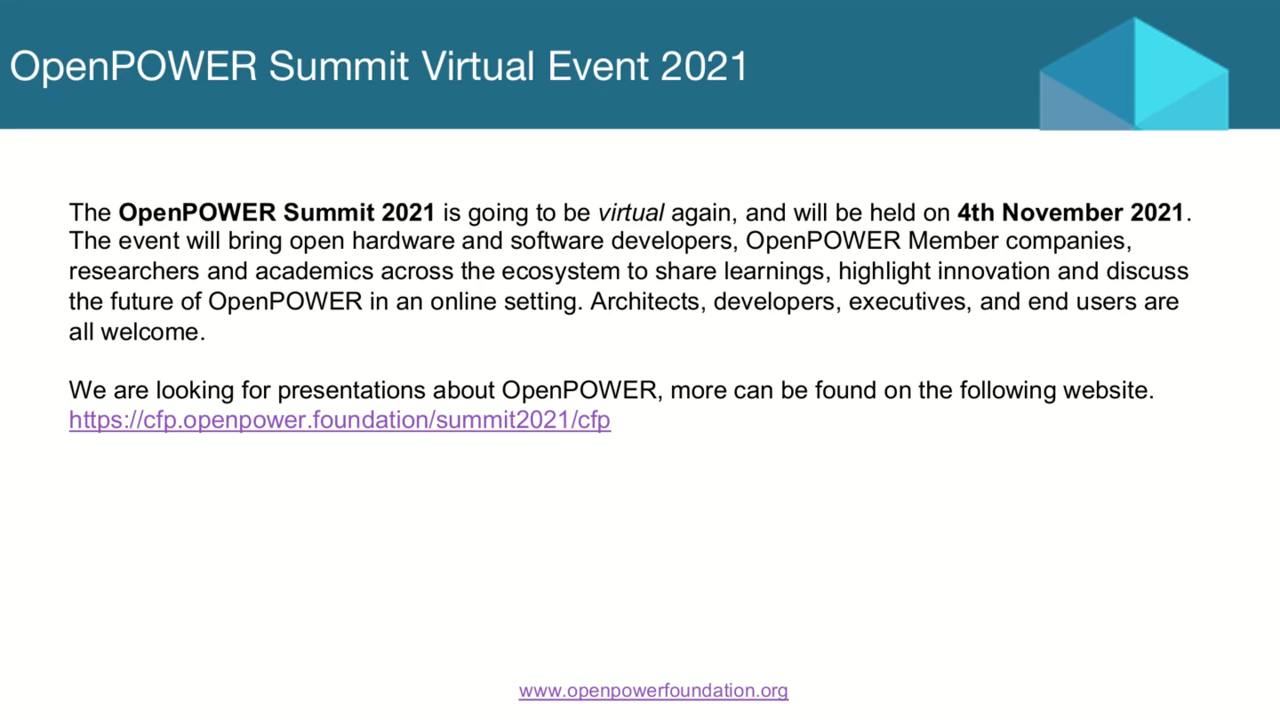 OpenPOWER Summit Virtual Event 2021
The OpenPOWER Summit 2021 is going to be virtual again, and will be held on 4th November 2021.
The event will bring open hardware and software developers, OpenPOWER Member companies,
researchers and academics across the ecosystem to share learnings, highlight innovation and discuss
the future of OpenPOWER in an online setting. Architects, developers, executives, and end users are
all welcome.
We are looking for presentations about OpenPOWER, more can be found on the following website.
https://cfp.openpower.foundation/summit2021/cfp
www.openpowerfoundation.org